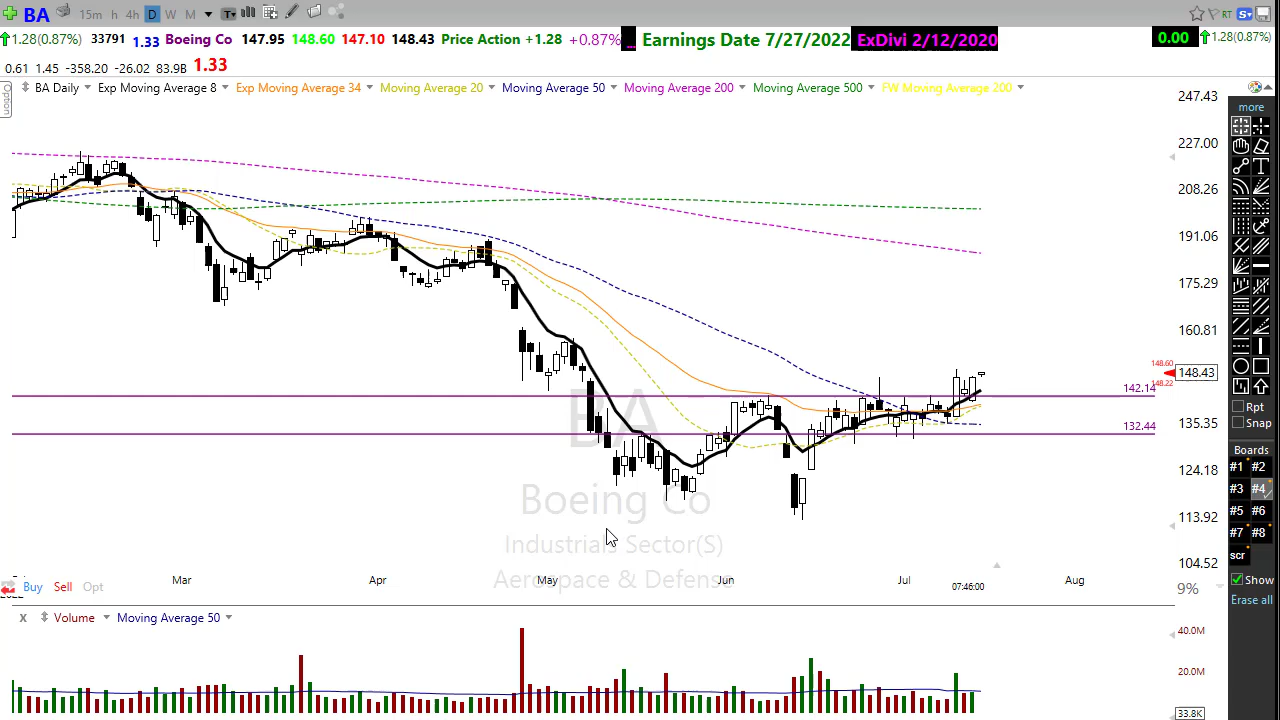 BA 15m h 4h D W M T RT S
1.28(0.87%) 33791 1.33 Boeing Co 147.95 148.60 147.10 148.43 Price Action +1.28 +0.87% Earnings Date 7/27/2022 ExDivi 2/12/2020 0.00 1.28(0.87%)
0.61 1.45 -358.20 -26.02 83.9B 1.33
Option
BA Daily Exp Moving Average 8 Exp Moving Average 34 Moving Average 20 Moving Average 50 Moving Average 200 Moving Average 500 FW Moving Average 200
247.43
more
227.00
208.26
191.06
175.29
160.81
148.60
148.43
148.22
142.14
135.35
132.44
124.18
113.92
104.52
BA
Boeing Co
Industrials Sector(S)
Aerospace & Defense
Rpt
Snap
Boards
#1 #2
#3 #4
#5 #6
#7 #8
scr
Show
Erase all
Mar Apr May Jun Jul Aug
Buy Sell Opt 07:46:00 9%
X Volume Moving Average 50
40.0M
20.0M
33.8K